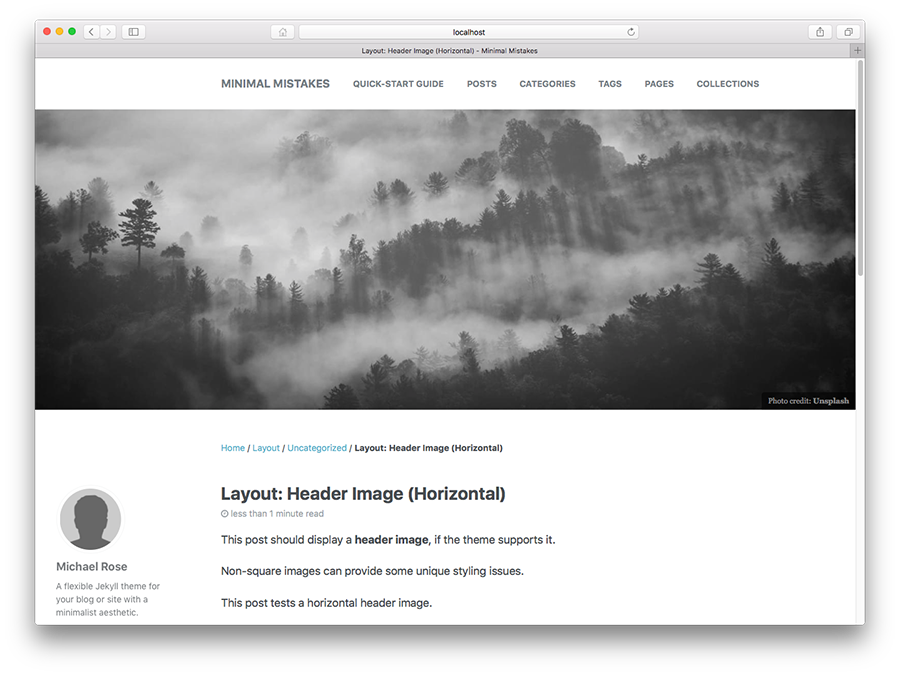 localhost
Layout: Header Image (Horizontal) - Minimal Mistakes
MINIMAL MISTAKES QUICK-START GUIDE POSTS CATEGORIES TAGS PAGES COLLECTIONS
Photo credit: Unsplash
Home / Layout / Uncategorized / Layout: Header Image (Horizontal)
Layout: Header Image (Horizontal)
less than 1 minute read
This post should display a header image, if the theme supports it.
Non-square images can provide some unique styling issues.
This post tests a horizontal header image.
Michael Rose
A flexible Jekyll theme for
your blog or site with a
minimalist aesthetic.